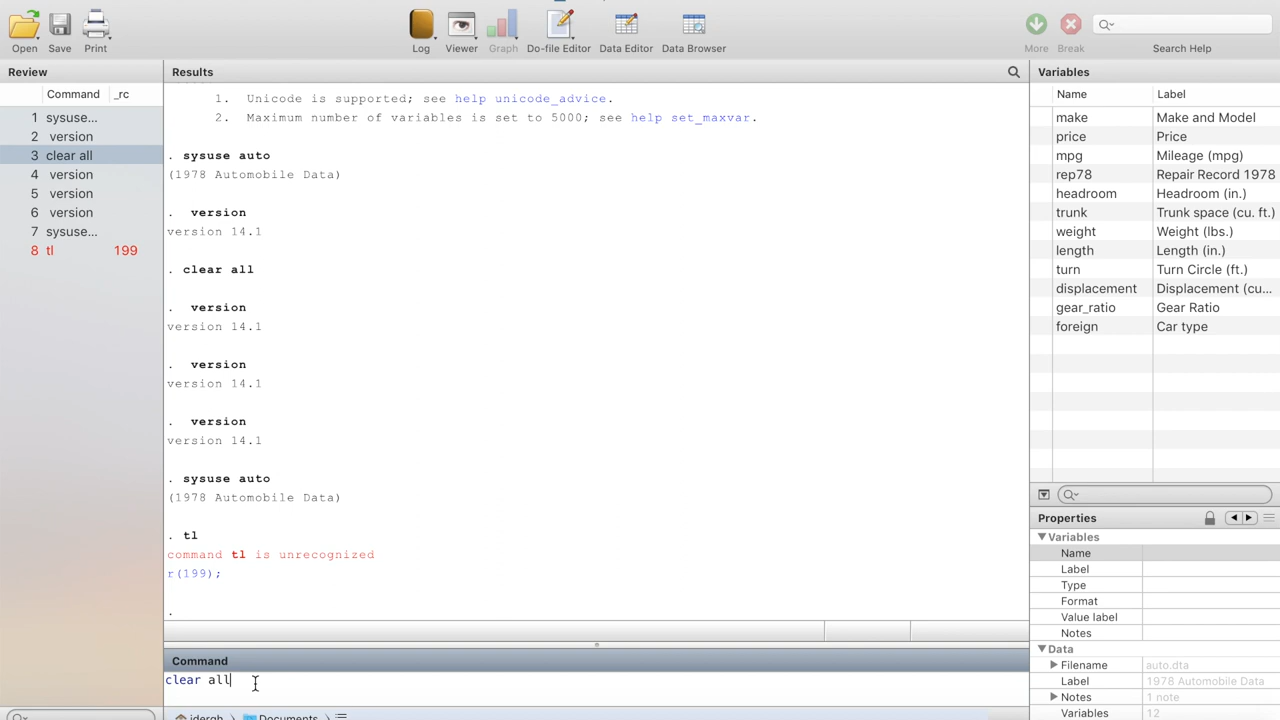 Open Save Print Log Viewer Graph Do-file Editor Data Editor Data Browser More Break Search Help
Review
Command _rc
1 sysuse...
2 version
3 clear all
4 version
5 version
6 version
7 sysuse...
8 tl 199
Results
1. Unicode is supported; see help unicode_advice.
2. Maximum number of variables is set to 5000; see help set_maxvar.
. sysuse auto
(1978 Automobile Data)
. version
version 14.1
. clear all
. version
version 14.1
. version
version 14.1
. version
version 14.1
. sysuse auto
(1978 Automobile Data)
. tl
command tl is unrecognized
r(199);
.
Command
clear all
idergh Documents
Variables
Name Label
make Make and Model
price Price
mpg Mileage (mpg)
rep78 Repair Record 1978
headroom Headroom (in.)
trunk Trunk space (cu. ft.)
weight Weight (lbs.)
length Length (in.)
turn Turn Circle (ft.)
displacement Displacement (cu...
gear_ratio Gear Ratio
foreign Car type
Properties
Variables
Name
Label
Type
Format
Value label
Notes
Data
Filename auto.dta
Label 1978 Automobile Data
Notes 1 note
Variables 12